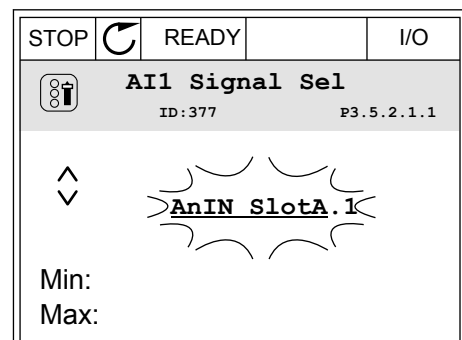 STOP READY I/O
AI1 Signal Sel
ID:377 P3.5.2.1.1
AnIN SlotA.1
Min:
Max: